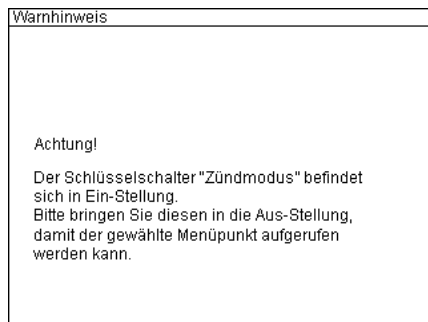 Warnhinweis
Achtung!
Der Schlüsselschalter "Zündmodus" befindet
sich in Ein-Stellung.
Bitte bringen Sie diesen in die Aus-Stellung,
damit der gewählte Menüpunkt aufgerufen
werden kann.